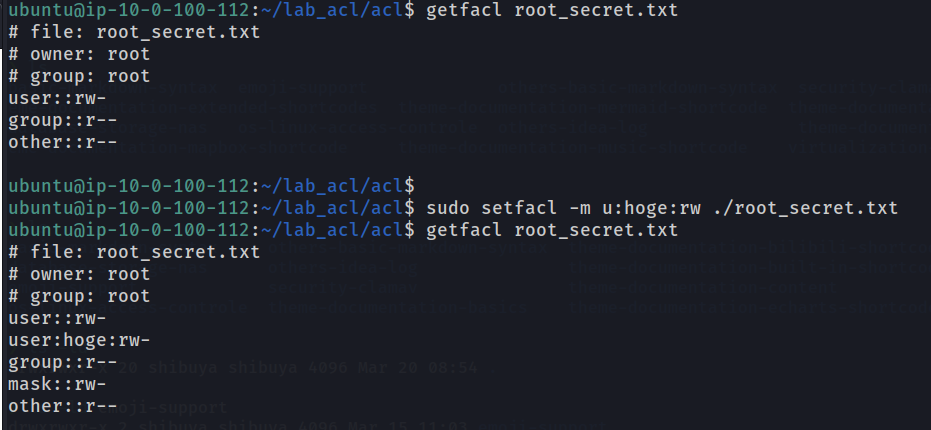 ubuntu@ip-10-0-100-112:~/lab_acl/acl$ getfacl root_secret.txt
# file: root_secret.txt
# owner: root
# group: root
user::rw-
group::r--
other::r--
ubuntu@ip-10-0-100-112:~/lab_acl/acl$
ubuntu@ip-10-0-100-112:~/lab_acl/acl$ sudo setfacl -m u:hoge:rw ./root_secret.txt
ubuntu@ip-10-0-100-112:~/lab_acl/acl$ getfacl root_secret.txt
# file: root_secret.txt
# owner: root
# group: root
user::rw-
user:hoge:rw-
group::r--
mask::rw-
other::r--